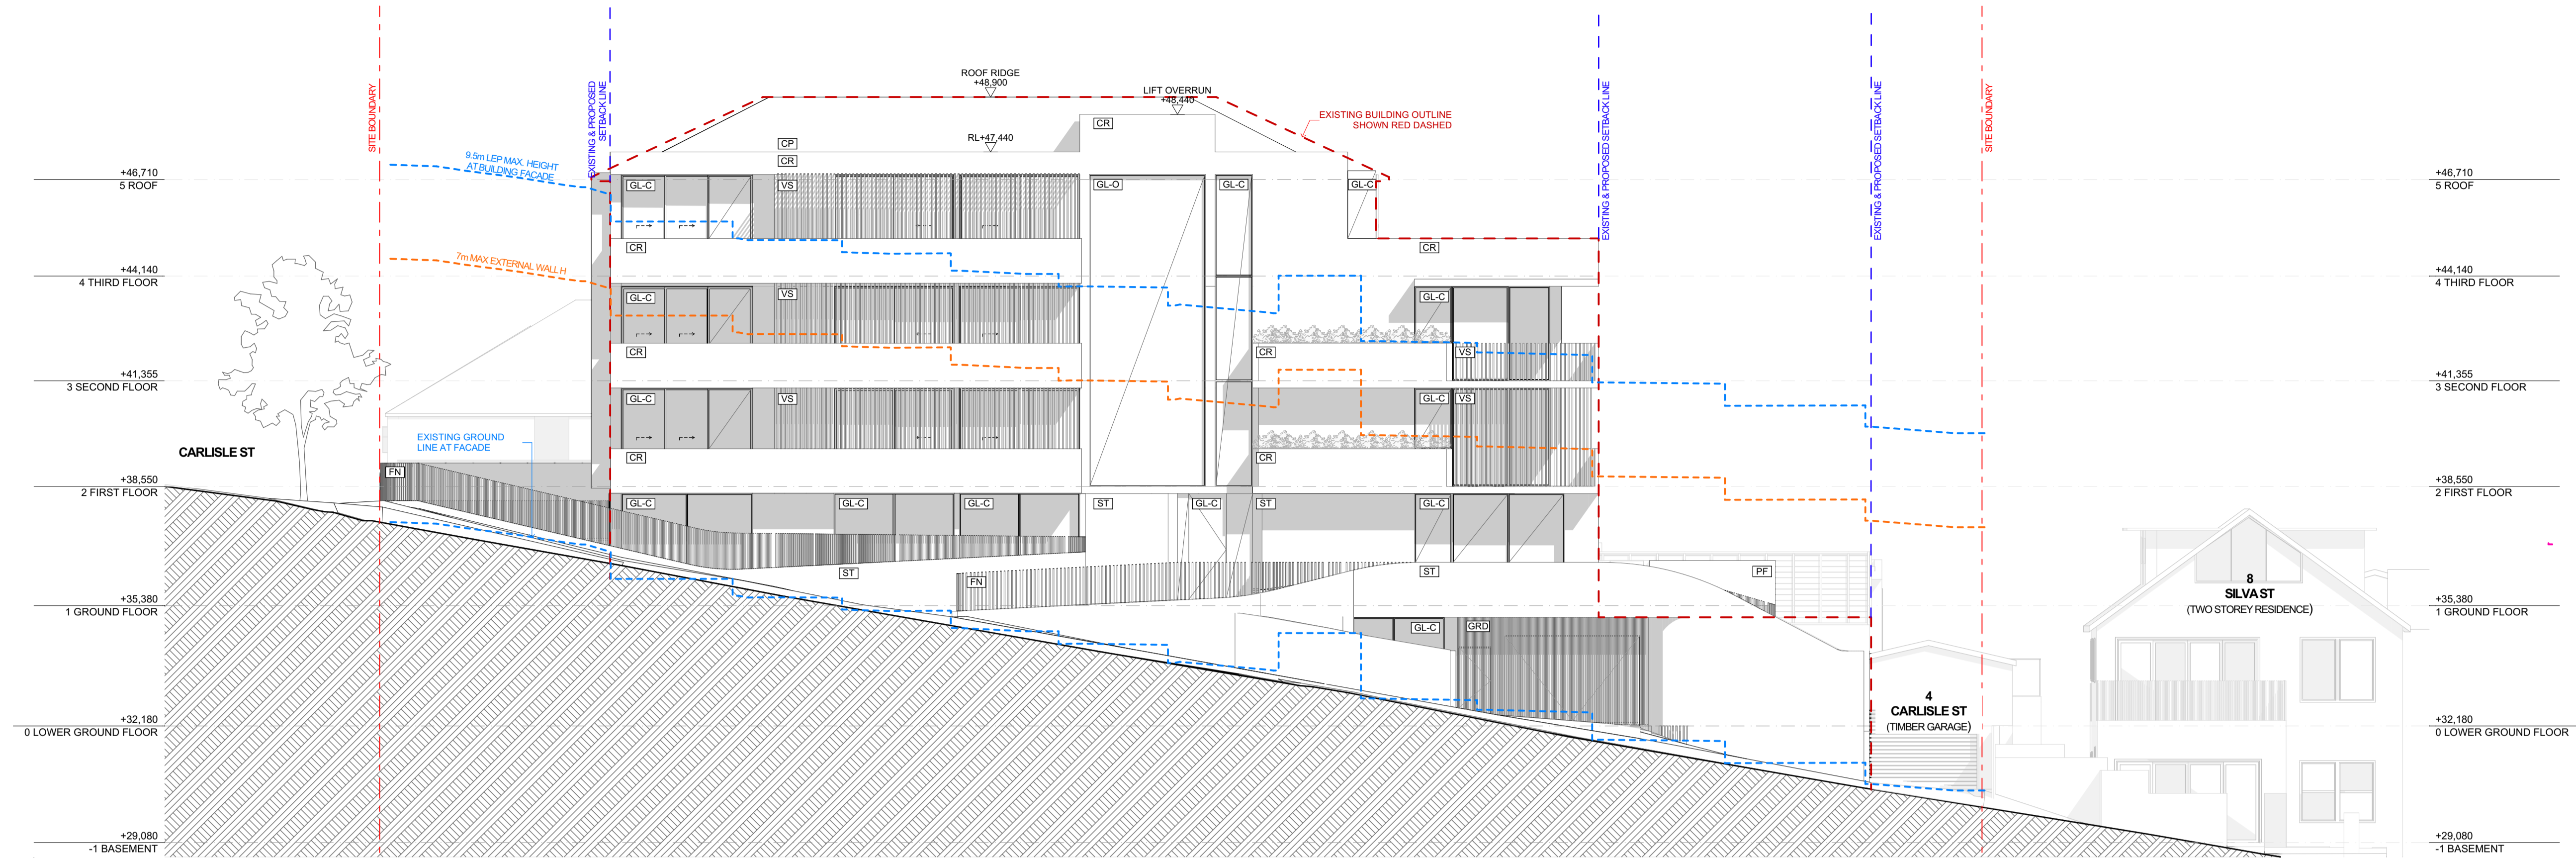 ROOF RIDGE
+48,900
LIFT OVERRUN
+48,440
EXISTING BUILDING OUTLINE
SHOWN RED DASHED
SITE BOUNDARY
EXISTING & PROPOSED
SETBACK LINE
EXISTING & PROPOSED SETBACK LINE
EXISTING & PROPOSED SETBACK LINE
SITE BOUNDARY
CR
CP
RL+47,440
CR
9.5m LEP MAX. HEIGHT
AT BUILDING FACADE
+46,710
5 ROOF
GL-C
VS
GL-O
GL-C
GL-C
+46,710
5 ROOF
CR
CR
7m MAX EXTERNAL WALL H
+44,140
4 THIRD FLOOR
GL-C
VS
GL-C
+44,140
4 THIRD FLOOR
CR
CR
VS
+41,355
3 SECOND FLOOR
GL-C
VS
GL-C
VS
+41,355
3 SECOND FLOOR
EXISTING GROUND
LINE AT FACADE
CARLISLE ST
CR
CR
FN
+38,550
2 FIRST FLOOR
GL-C
GL-C
GL-C
ST
GL-C
ST
GL-C
+38,550
2 FIRST FLOOR
ST
FN
ST
PF
8
SILVA ST
(TWO STOREY RESIDENCE)
+35,380
1 GROUND FLOOR
GL-C
GRD
+35,380
1 GROUND FLOOR
4
CARLISLE ST
(TIMBER GARAGE)
+32,180
0 LOWER GROUND FLOOR
+32,180
0 LOWER GROUND FLOOR
+29,080
-1 BASEMENT
+29,080
-1 BASEMENT